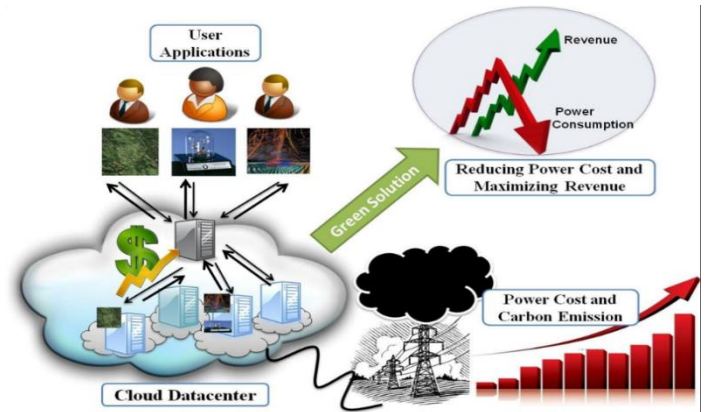 User
Applications
Revenue
Power
Consumption
Reducing Power Cost and
Maximizing Revenue
Green Solution
$
Power Cost and
Carbon Emission
Cloud Datacenter